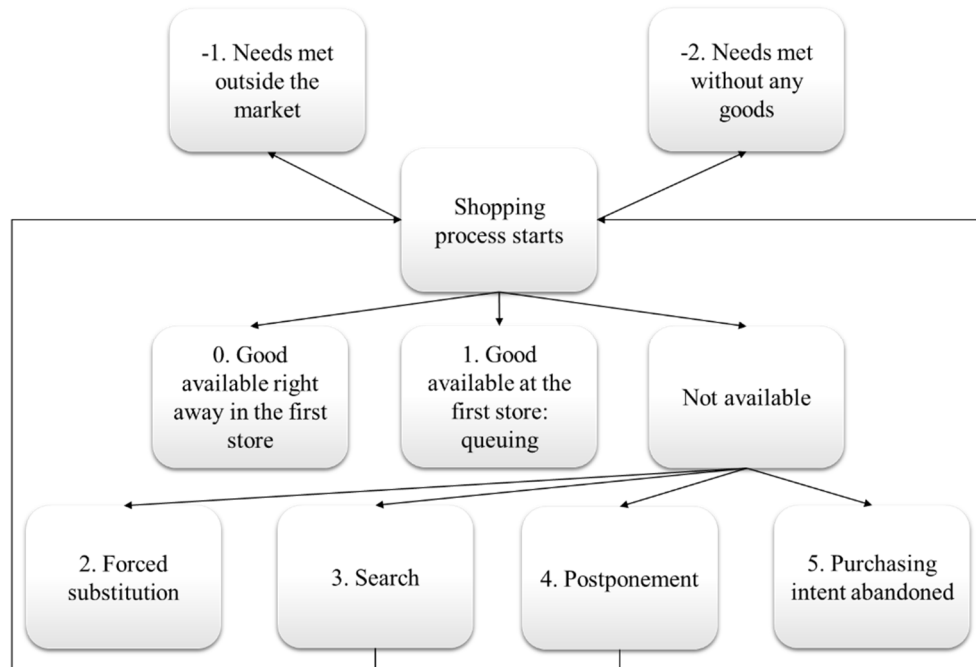 -1. Needs met
outside the
market
-2. Needs met
without any
goods
Shopping
process starts
0. Good
available right
away in the first
store
1. Good
available at the
first store:
queuing
Not available
2. Forced
substitution
3. Search
4. Postponement
5. Purchasing
intent abandoned